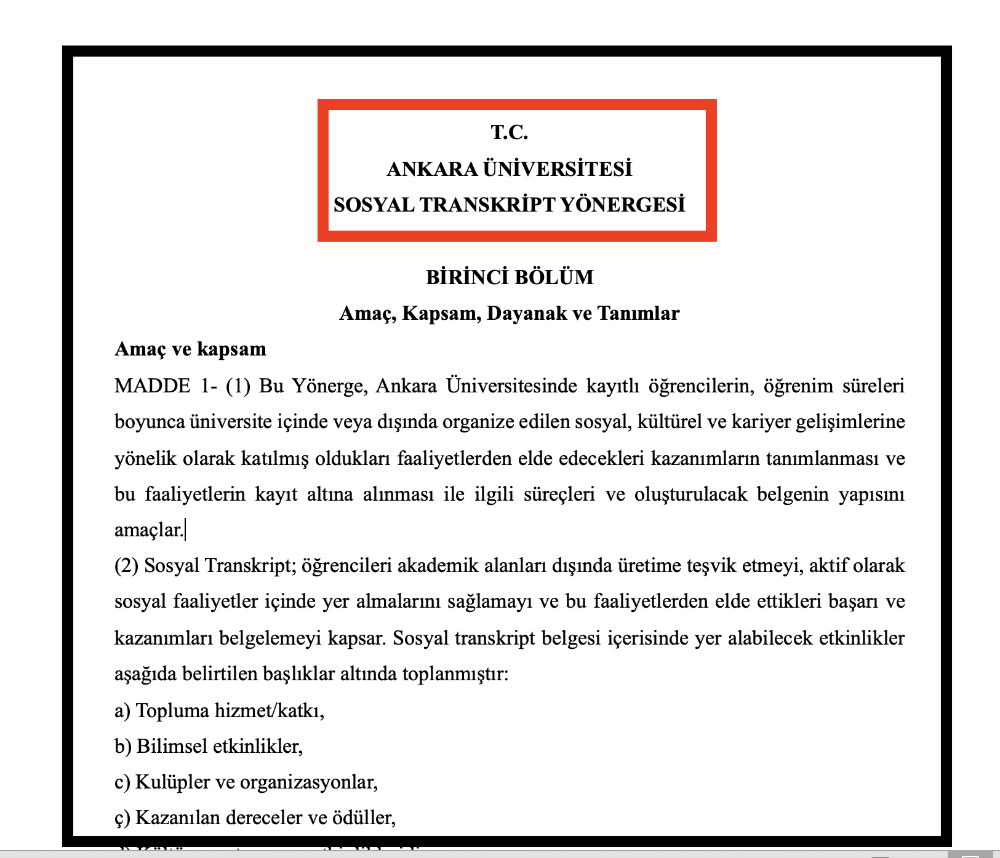 T.C.
ANKARA ÜNİVERSİTESİ
SOSYAL TRANSKRİPT YÖNERGESİ
BİRİNCİ BÖLÜM
Amaç, Kapsam, Dayanak ve Tanımlar
Amaç ve kapsam
MADDE 1- (1) Bu Yönerge, Ankara Üniversitesinde kayıtlı öğrencilerin, öğrenim süreleri
boyunca üniversite içinde veya dışında organize edilen sosyal, kültürel ve kariyer gelişimlerine
yönelik olarak katılmış oldukları faaliyetlerden elde edecekleri kazanımların tanımlanması ve
bu faaliyetlerin kayıt altına alınması ile ilgili süreçleri ve oluşturulacak belgenin yapısını
amaçlar.
(2) Sosyal Transkript; öğrencileri akademik alanları dışında üretime teşvik etmeyi, aktif olarak
sosyal faaliyetler içinde yer almalarını sağlamayı ve bu faaliyetlerden elde ettikleri başarı ve
kazanımları belgelemeyi kapsar. Sosyal transkript belgesi içerisinde yer alabilecek etkinlikler
aşağıda belirtilen başlıklar altında toplanmıştır:
a) Topluma hizmet/katkı,
b) Bilimsel etkinlikler,
c) Kulüpler ve organizasyonlar,
ç) Kazanılan dereceler ve ödüller,